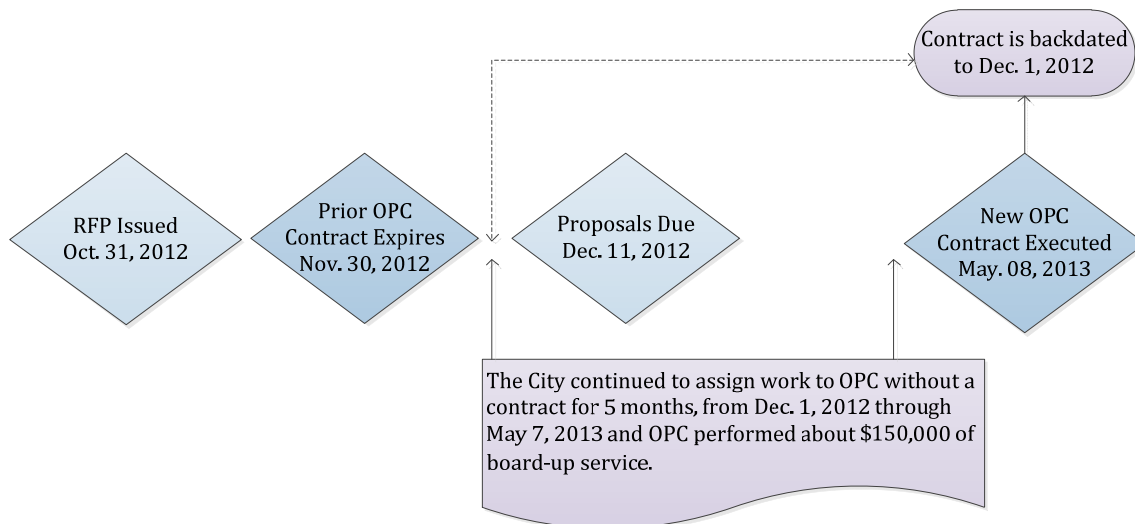 Contract is backdated
to Dec. 1, 2012
RFP Issued
Oct. 31, 2012
Prior OPC
Contract Expires
Nov. 30, 2012
Proposals Due
Dec. 11, 2012
New OPC
Contract Executed
May. 08, 2013
The City continued to assign work to OPC without a
contract for 5 months, from Dec. 1, 2012 through
May 7, 2013 and OPC performed about $150,000 of
board-up service.